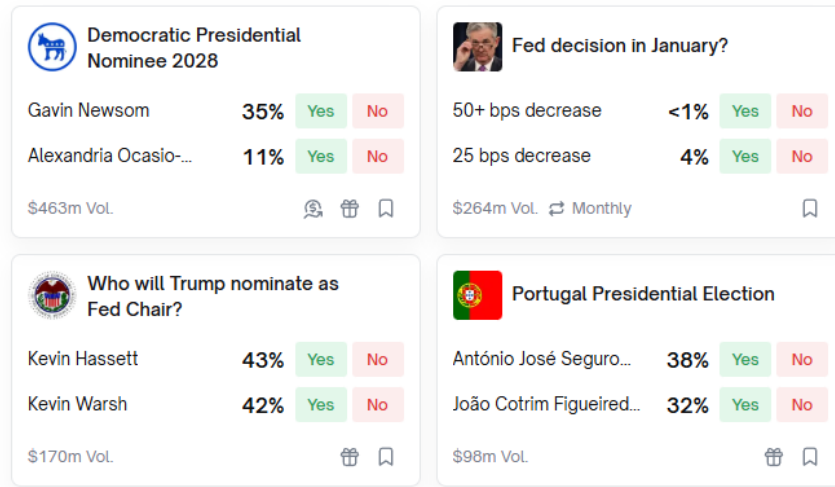 Democratic Presidential
Nominee 2028
Gavin Newsom 35% Yes No
Alexandria Ocasio-... 11% Yes No
$463m Vol.
Fed decision in January?
50+ bps decrease <1% Yes No
25 bps decrease 4% Yes No
$264m Vol. Monthly
Who will Trump nominate as
Fed Chair?
Kevin Hassett 43% Yes No
Kevin Warsh 42% Yes No
$170m Vol.
Portugal Presidential Election
António José Seguro... 38% Yes No
João Cotrim Figueired... 32% Yes No
$98m Vol.